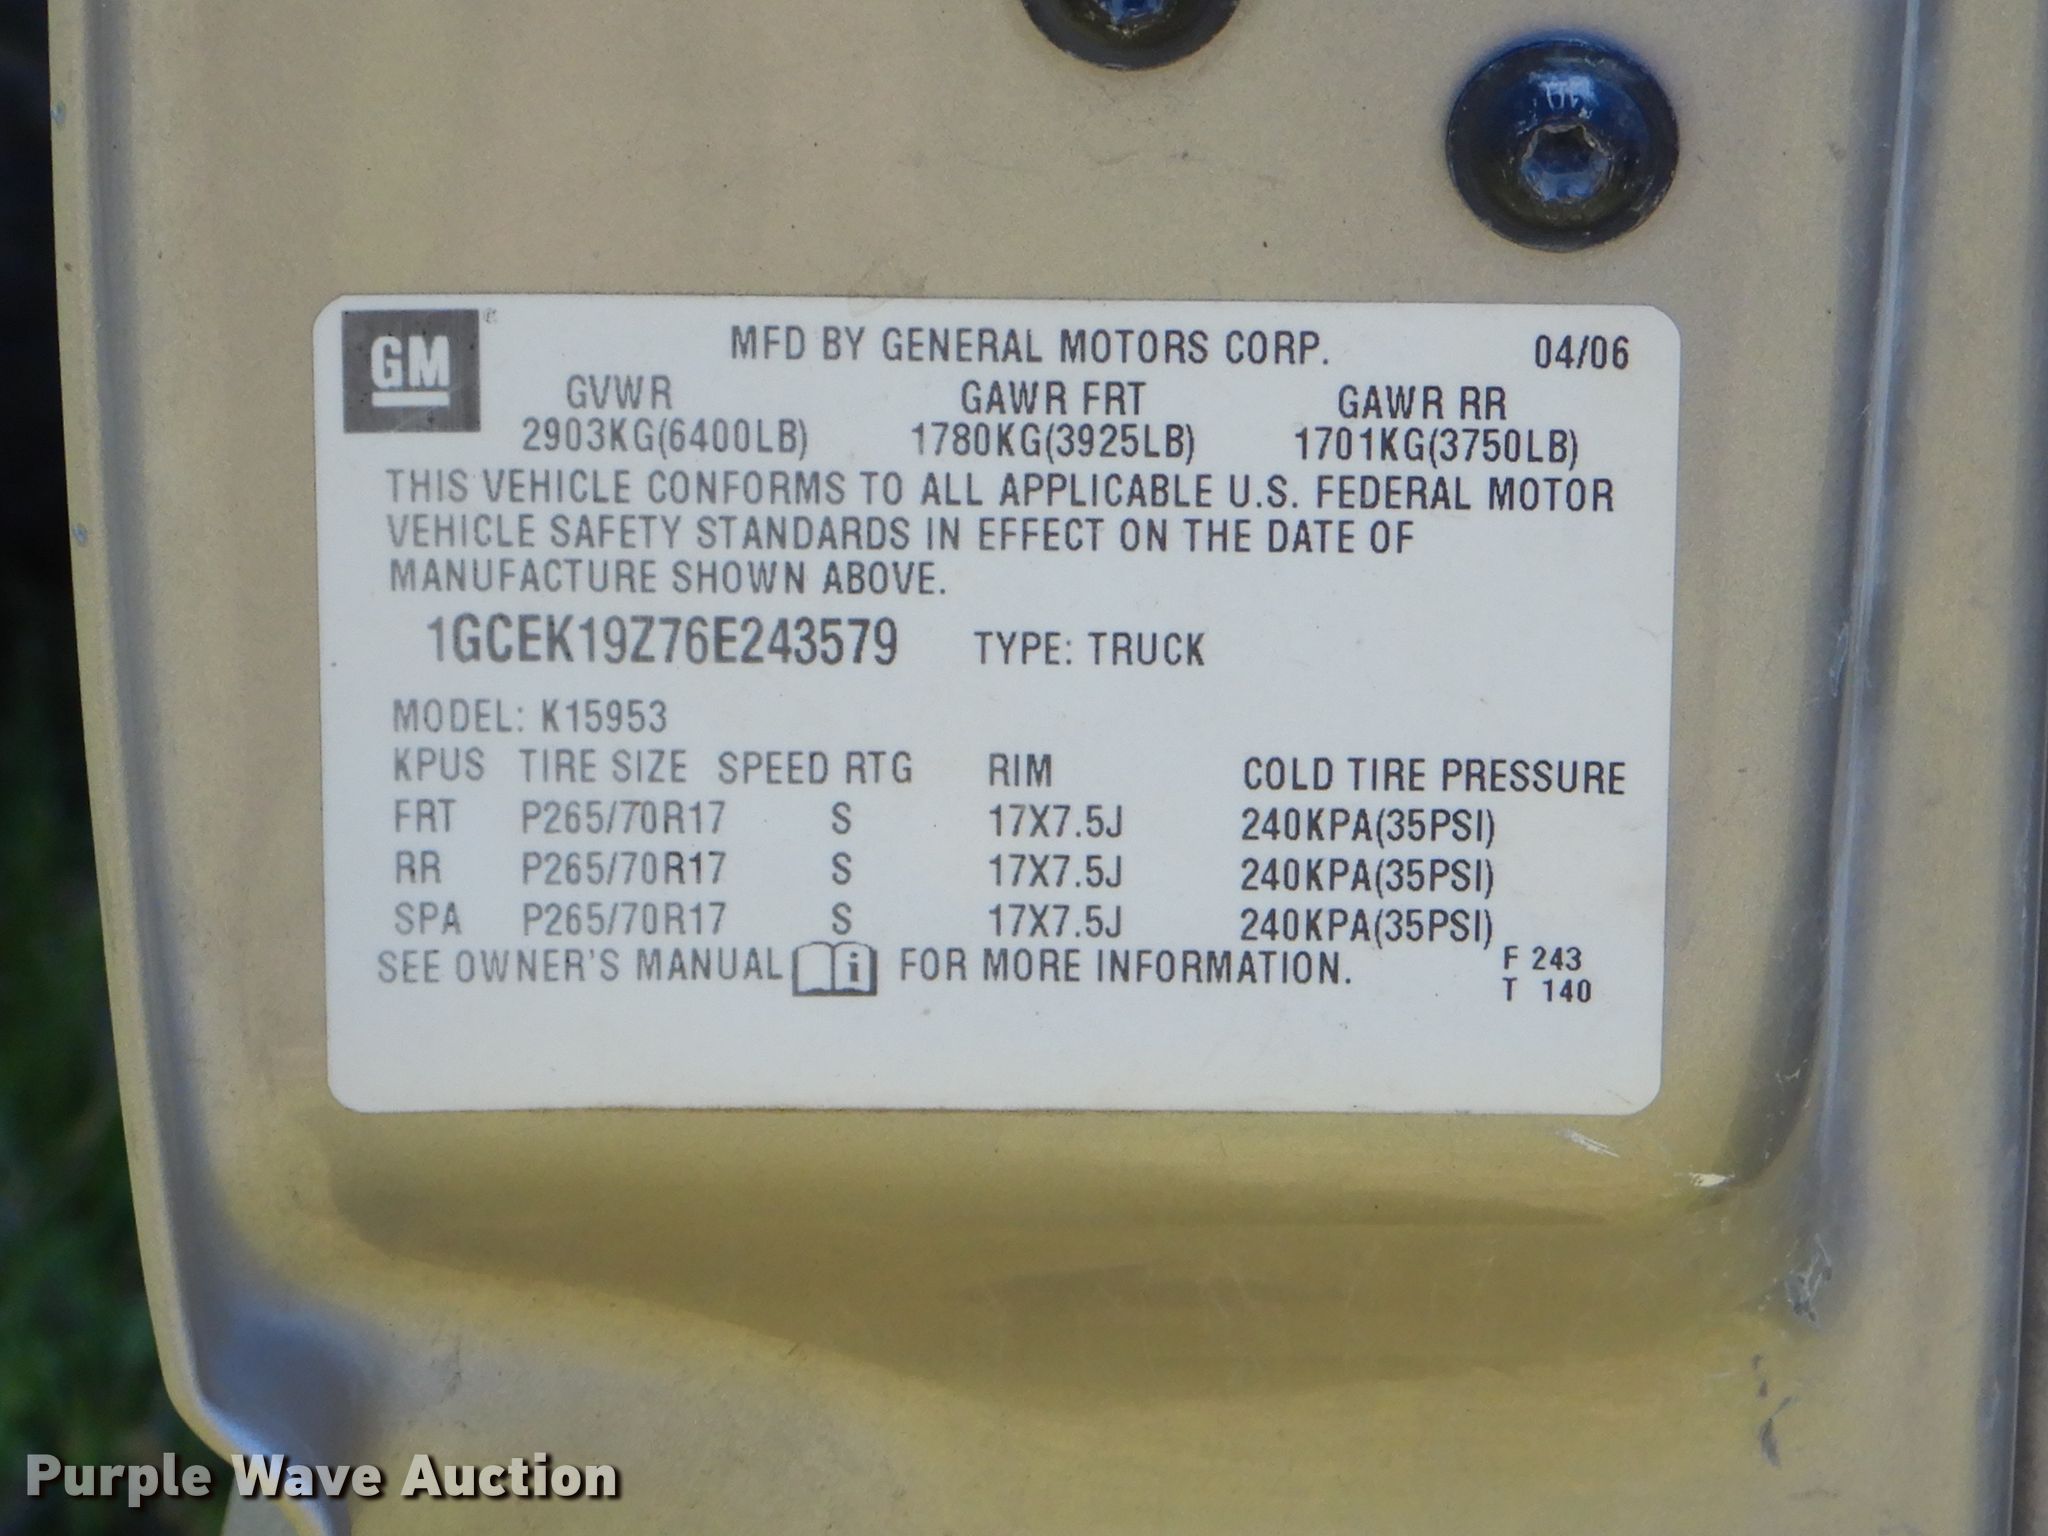 GM
MFD BY GENERAL MOTORS CORP. 04/06
GVWR GAWR FRT GAWR RR
2903KG(6400LB) 1780KG(3925LB) 1701KG(3750LB)
THIS VEHICLE CONFORMS TO ALL APPLICABLE U.S. FEDERAL MOTOR
VEHICLE SAFETY STANDARDS IN EFFECT ON THE DATE OF
MANUFACTURE SHOWN ABOVE.
1GCEK19Z76E243579 TYPE: TRUCK
MODEL: K15953
KPUS TIRE SIZE SPEED RTG RIM COLD TIRE PRESSURE
FRT P265/70R17 S 17X7.5J 240KPA(35PSI)
RR P265/70R17 S 17X7.5J 240KPA(35PSI)
SPA P265/70R17 S 17X7.5J 240KPA(35PSI)
SEE OWNER'S MANUAL i FOR MORE INFORMATION.
F 243
T 140
Purple Wave Auction